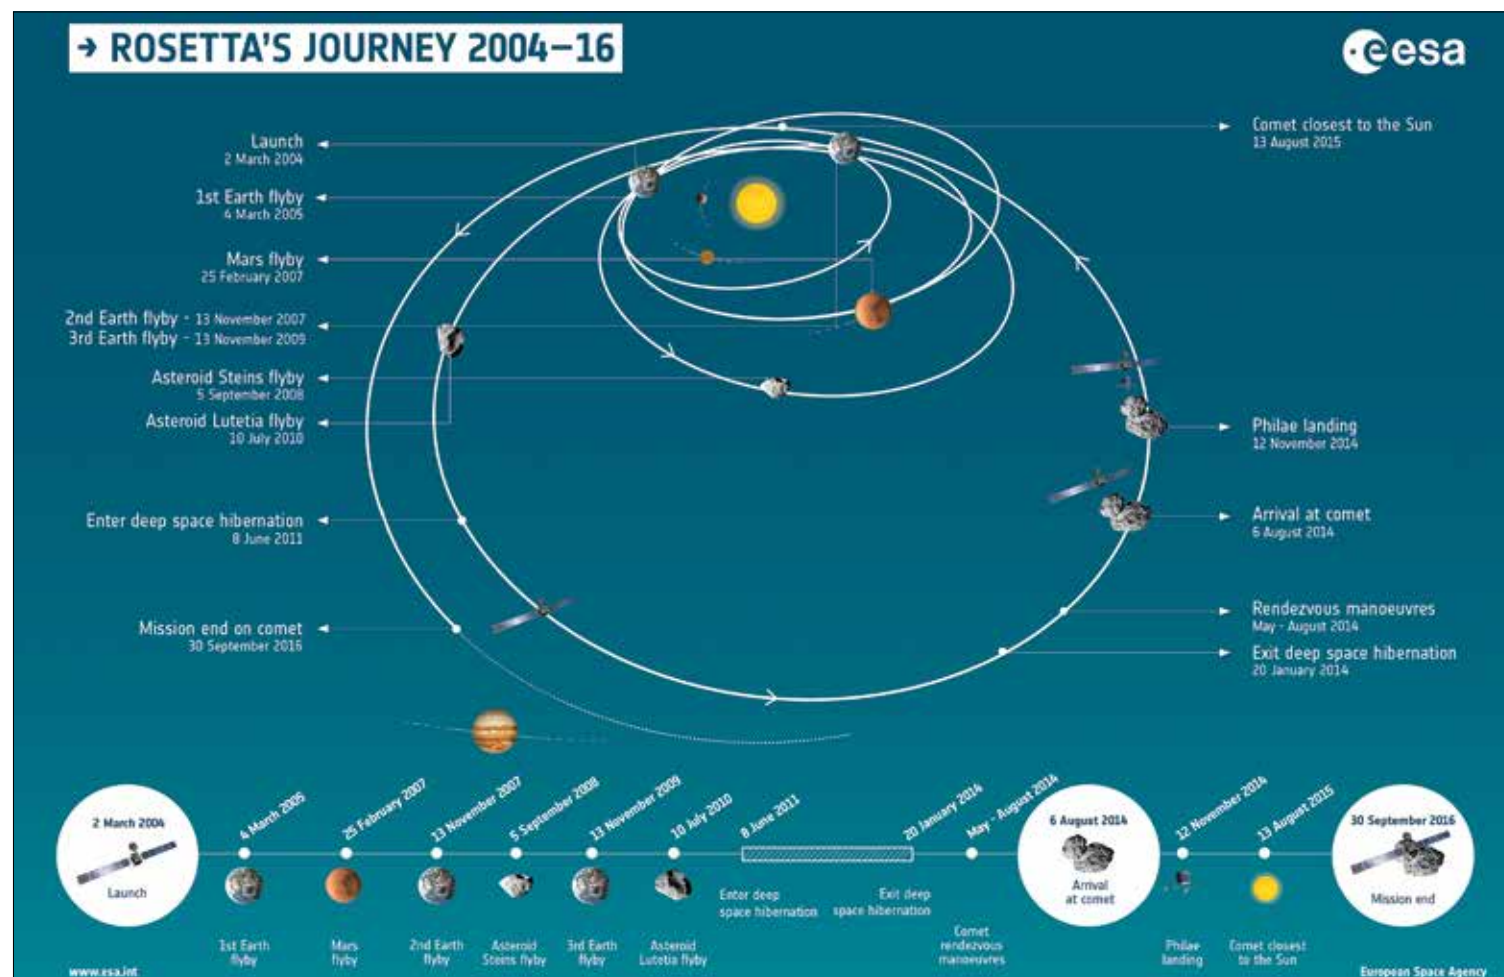 → ROSETTA'S JOURNEY 2004–16
esa
Launch
2 March 2004
1st Earth flyby
4 March 2005
Mars flyby
25 February 2007
2nd Earth flyby - 13 November 2007
3rd Earth flyby - 13 November 2009
Asteroid Steins flyby
5 September 2008
Asteroid Lutetia flyby
10 July 2010
Enter deep space hibernation
8 June 2011
Mission end on comet
30 September 2016
Comet closest to the Sun
13 August 2015
Philae landing
12 November 2014
Arrival at comet
6 August 2014
Rendezvous manoeuvres
May - August 2014
Exit deep space hibernation
20 January 2014
2 March 2004
Launch
4 March 2005
1st Earth
flyby
25 February 2007
Mars
flyby
13 November 2007
2nd Earth
flyby
5 September 2008
Asteroid
Steins flyby
13 November 2009
3rd Earth
flyby
10 July 2010
Asteroid
Lutetia flyby
8 June 2011
Enter deep
space hibernation
20 January 2014
Exit deep
space hibernation
May - August 2014
Comet
rendezvous
manoeuvres
6 August 2014
Arrival
at comet
12 November 2014
Philae
landing
13 August 2015
Comet closest
to the Sun
30 September 2016
Mission end
www.esa.int
European Space Agency